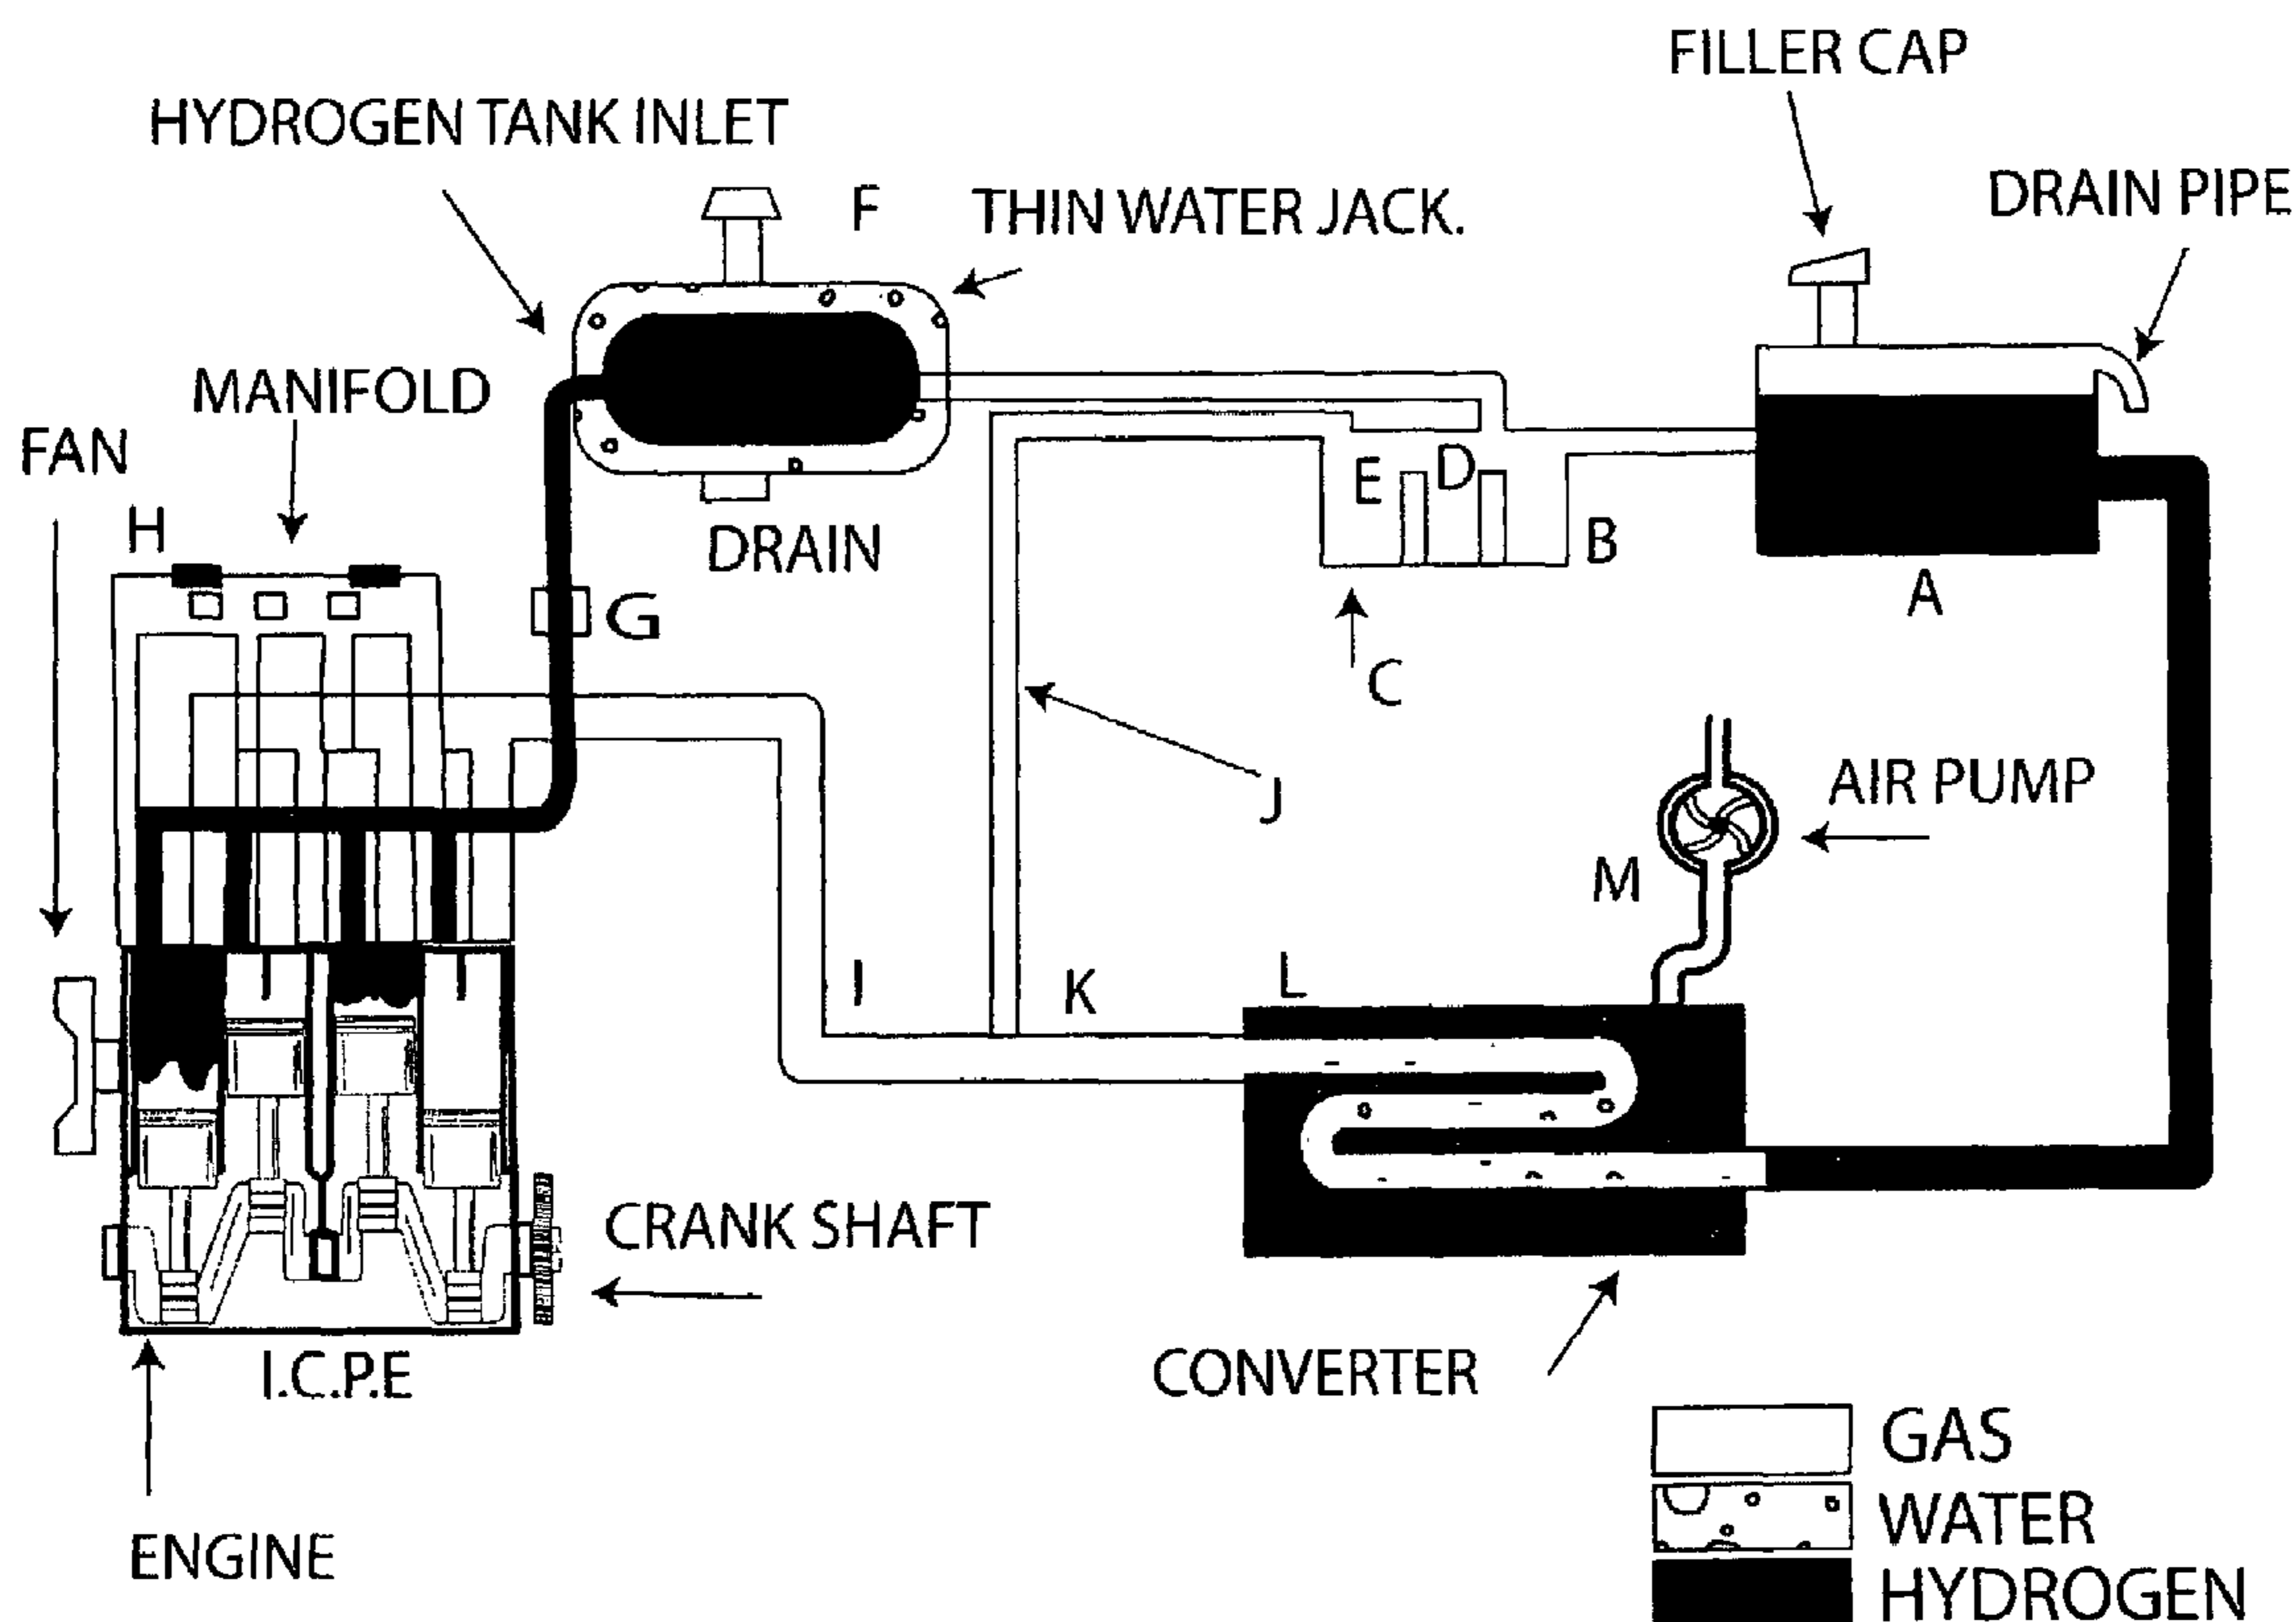 FILLER CAP
HYDROGEN TANK INLET
F
THIN WATER JACK.
DRAIN PIPE
MANIFOLD
FAN
H
DRAIN
E
D
B
A
G
C
J
AIR PUMP
M
I
K
L
CRANK SHAFT
I.C.P.E
CONVERTER
ENGINE
GAS
WATER
HYDROGEN